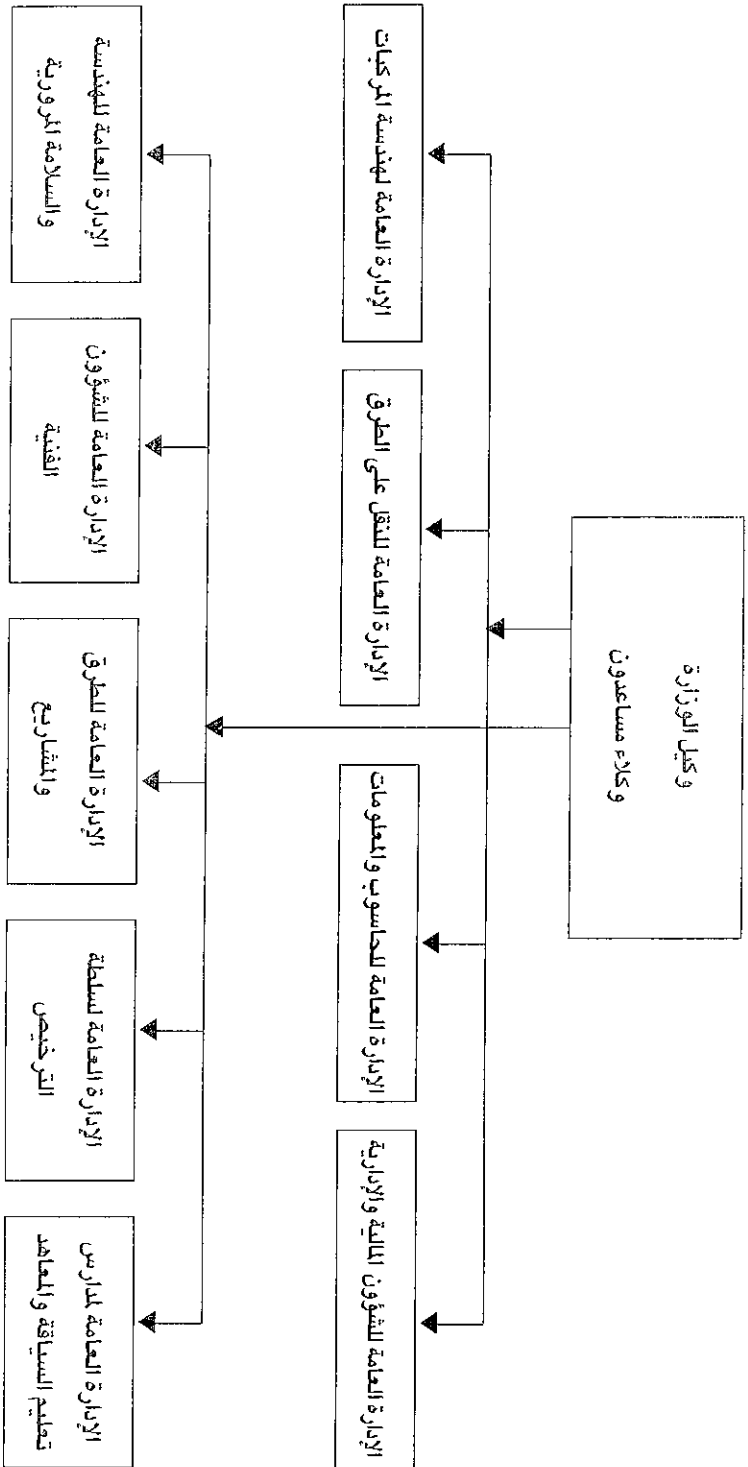 وكيل الوزارة
وكلاء مساعدون
الإدارة العامة لهندسة المركبات
الإدارة العامة للنقل على الطرق
الإدارة العامة للحاسوب والمعلومات
الإدارة العامة للشؤون المالية والإدارية
الإدارة العامة للهندسة
والسلامة المرورية
الإدارة العامة للشؤون
الفنية
الإدارة العامة للطرق
والمشاريع
الإدارة العامة لسلطة
الترخيص
الإدارة العامة لمدارس
تعليم السياقة والمعاهد